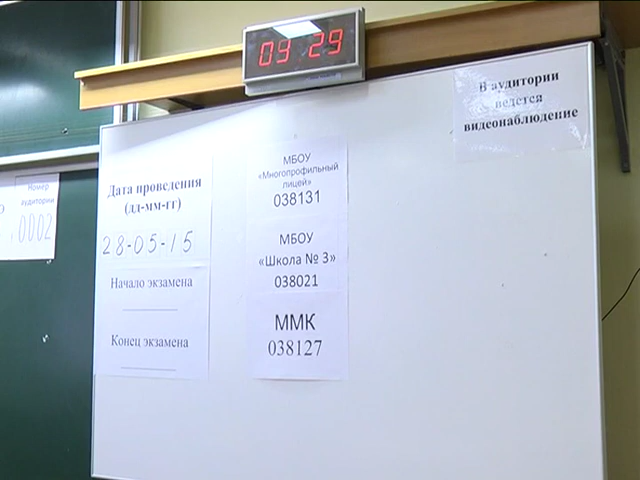 09 29
В аудитории
ведется
видеонаблюдение
Номер
аудитории
0002
Дата проведения
(дд-мм-гг)
28-05-15
Начало экзамена
Конец экзамена
МБОУ
«Многопрофильный
лицей»
038131
МБОУ
«Школа № 3»
038021
ММК
038127